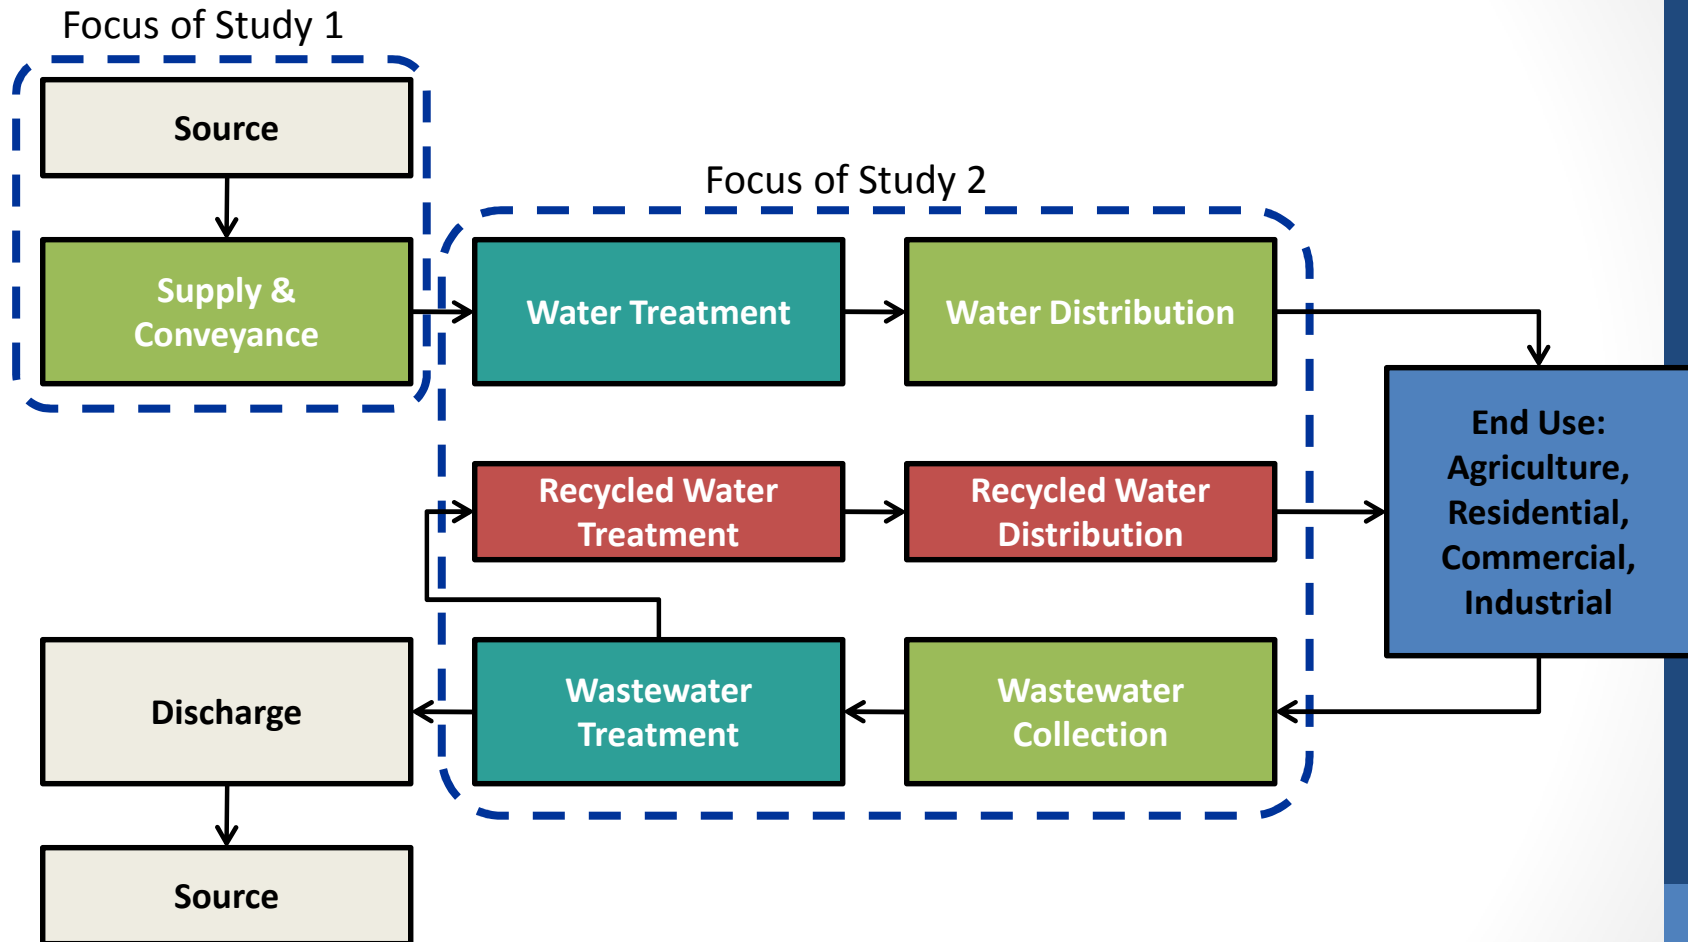 Focus of Study 1
Source
Focus of Study 2
Supply &
Conveyance
Water Treatment
Water Distribution
End Use:
Agriculture,
Residential,
Commercial,
Industrial
Recycled Water
Treatment
Recycled Water
Distribution
Discharge
Wastewater
Treatment
Wastewater
Collection
Source